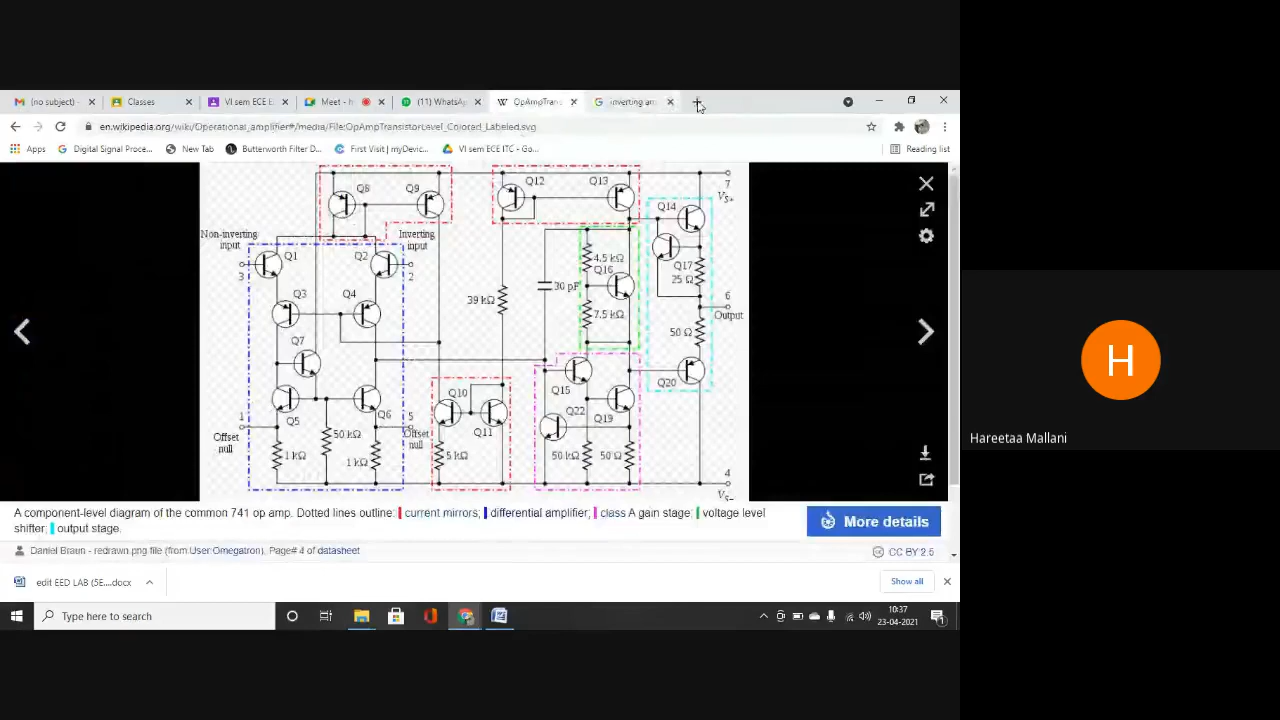 (no subject) -
Classes
VI sem ECE E
Meet - h
(11) WhatsAp
OpAmpTran
inverting am
en.wikipedia.org/wiki/Operational_amplifier#/media/File:OpAmpTransistorLevel_Colored_Labeled.svg
Apps
Digital Signal Proce...
New Tab
Butterworth Filter D...
First Visit | myDevic...
VI sem ECE ITC - Go...
Reading list
Q8
Q9
Q12
Q13
7
VS+
Q14
Non-inverting
input
Inverting
input
Q1
Q2
3
2
4.5 kΩ
Q16
Q17
25 Ω
Q3
Q4
39 kΩ
30 pF
7.5 kΩ
6
Output
50 Ω
Q7
Q20
Q15
Q10
Q11
Q22
Q19
1
Offset
null
Q5
Q6
5
Offset
null
50 kΩ
1 kΩ
1 kΩ
5 kΩ
50 kΩ
50 Ω
4
VS−
A component-level diagram of the common 741 op amp. Dotted lines outline: current mirrors; differential amplifier; class A gain stage; voltage level
shifter; output stage.
More details
Daniel Braun - redrawn.png file (from User Omegatron), Page# 4 of datasheet
CC BY 2.5
edit EED LAB (5E....docx
Show all
Type here to search
10:37
23-04-2021
H
Hareetaa Mallani